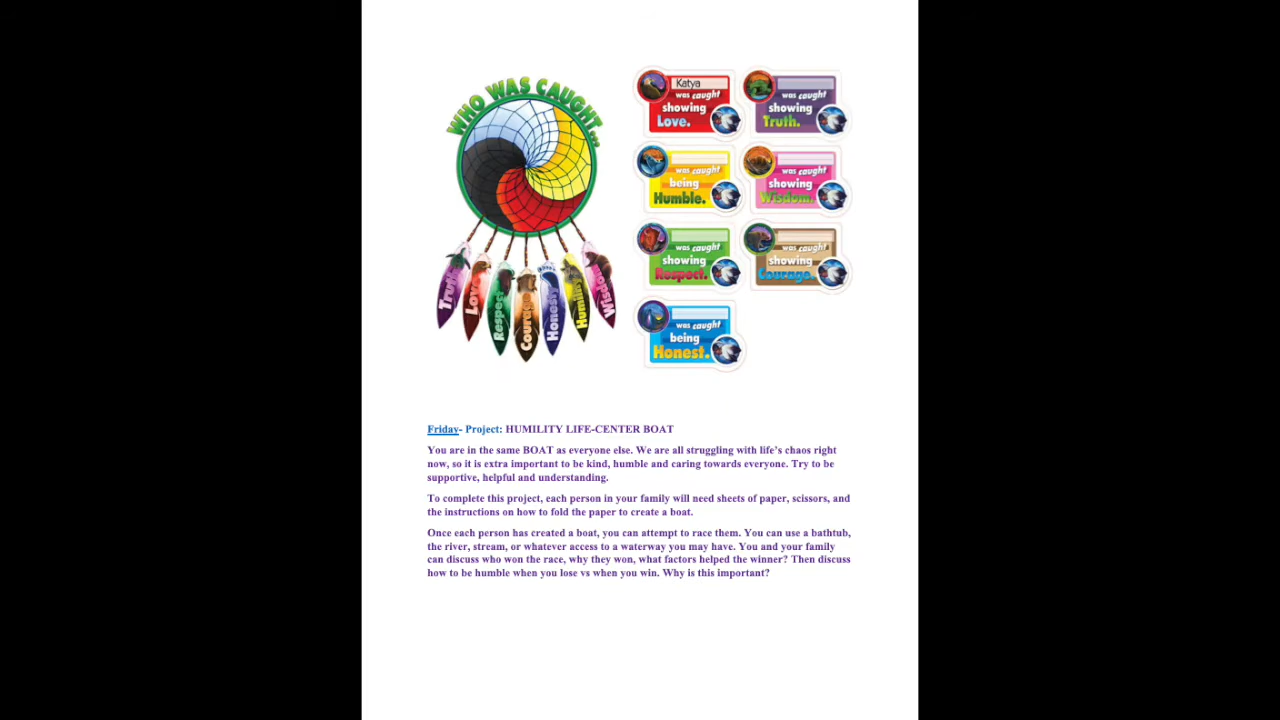 WHO WAS CAUGHT...
Truth
Love
Respect
Courage
Honesty
Humility
Wisdom
Katya
was caught
showing
Love.
was caught
showing
Truth.
was caught
being
Humble.
was caught
showing
Wisdom.
was caught
showing
Respect.
was caught
showing
Courage.
was caught
being
Honest.
Friday- Project: HUMILITY LIFE-CENTER BOAT
You are in the same BOAT as everyone else. We are all struggling with life's chaos right
now, so it is extra important to be kind, humble and caring towards everyone. Try to be
supportive, helpful and understanding.
To complete this project, each person in your family will need sheets of paper, scissors, and
the instructions on how to fold the paper to create a boat.
Once each person has created a boat, you can attempt to race them. You can use a bathtub,
the river, stream, or whatever access to a waterway you may have. You and your family
can discuss who won the race, why they won, what factors helped the winner? Then discuss
how to be humble when you lose vs when you win. Why is this important?